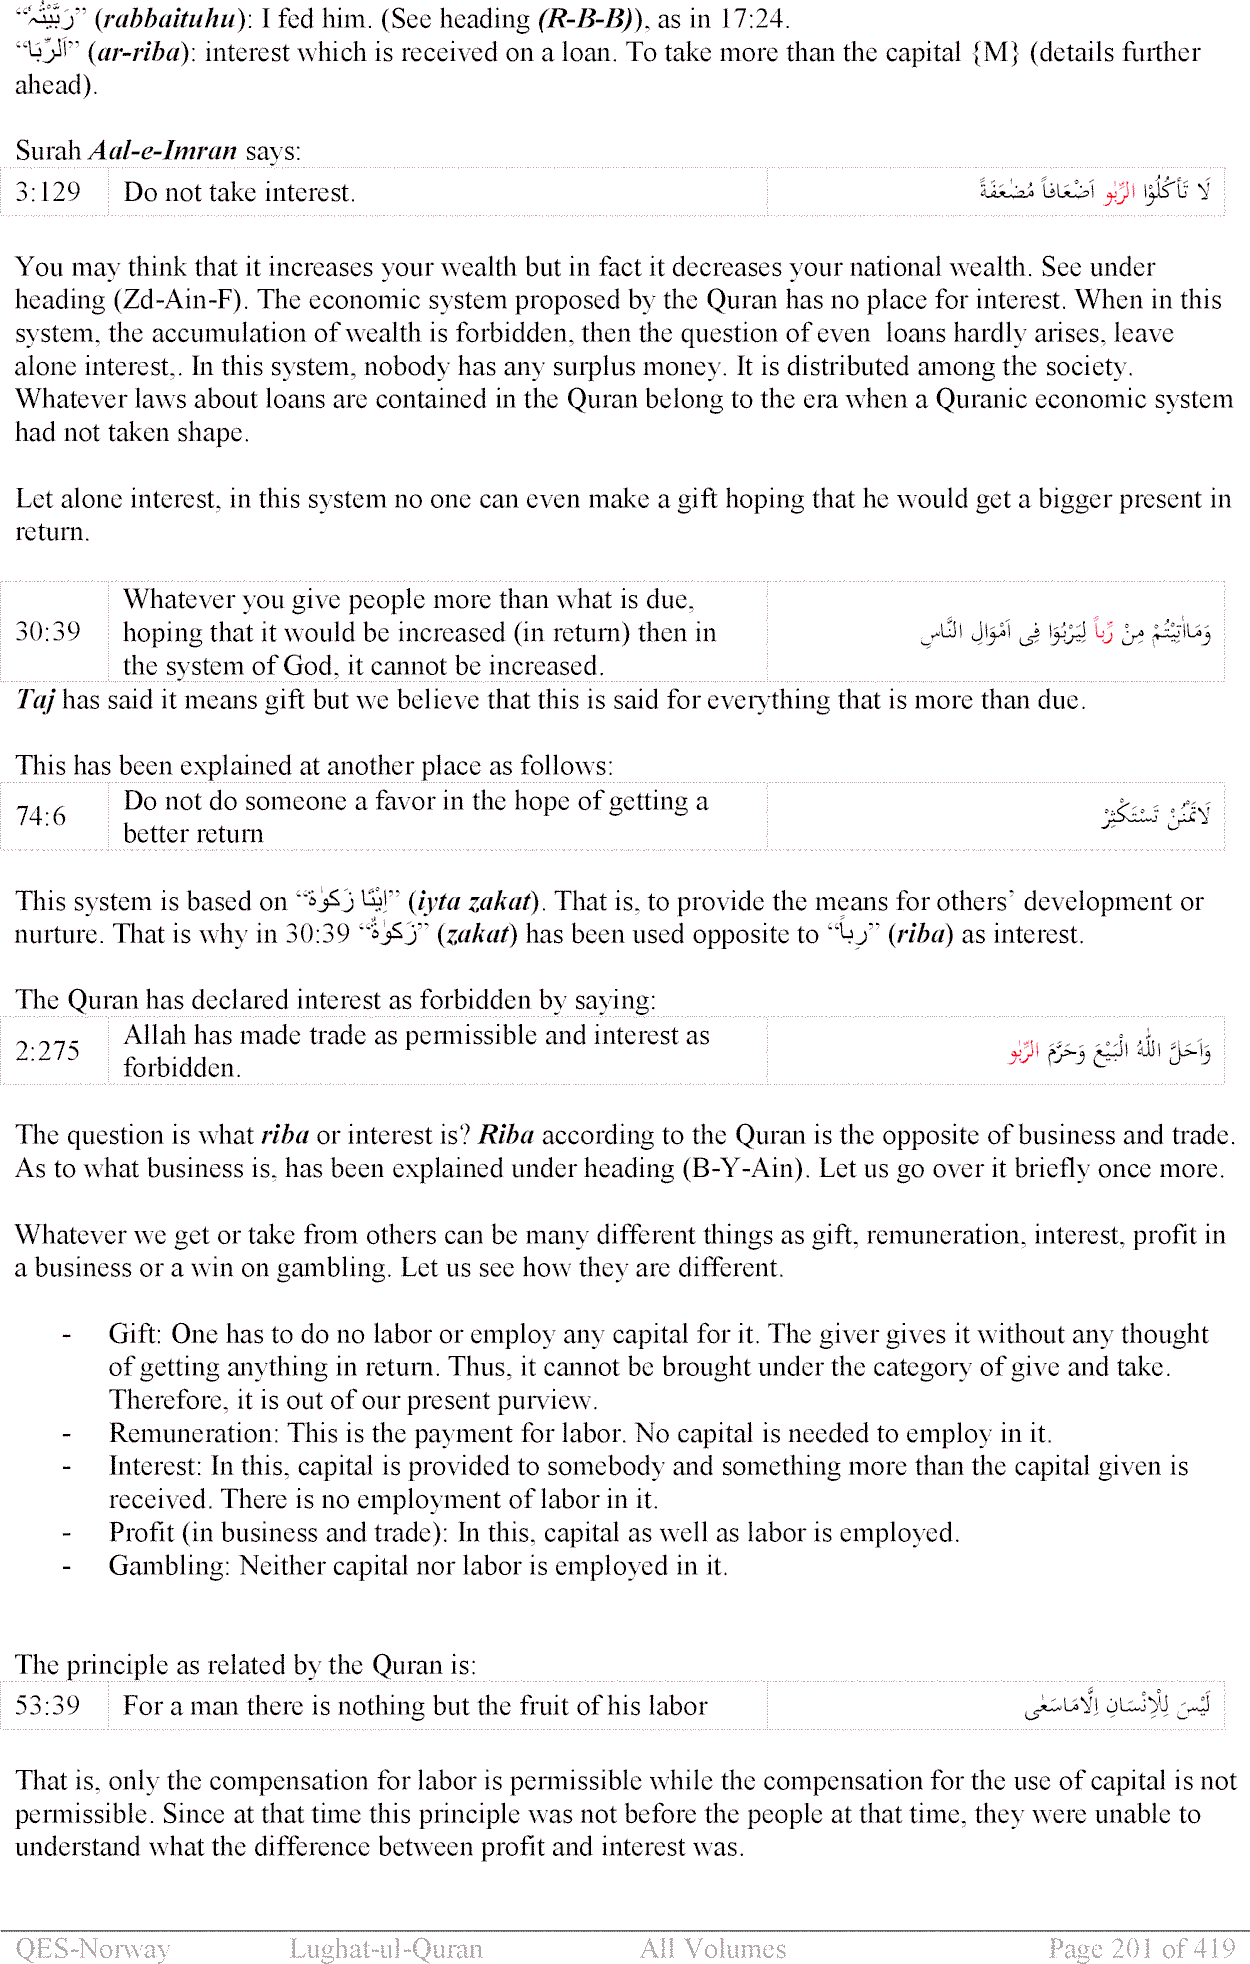 “رَبَّيْتُہٗ” (rabbaituhu): I fed him. (See heading (R-B-B)), as in 17:24.
“اَلرِّبَا” (ar-riba): interest which is received on a loan. To take more than the capital {M} (details further
ahead).
Surah Aal-e-Imran says:
3:129 Do not take interest. لَا تَأكُلُوْا الرِّبٰو اَضْعَافاً مُضٰعَفَةً
You may think that it increases your wealth but in fact it decreases your national wealth. See under
heading (Zd-Ain-F). The economic system proposed by the Quran has no place for interest. When in this
system, the accumulation of wealth is forbidden, then the question of even  loans hardly arises, leave
alone interest,. In this system, nobody has any surplus money. It is distributed among the society.
Whatever laws about loans are contained in the Quran belong to the era when a Quranic economic system
had not taken shape.
Let alone interest, in this system no one can even make a gift hoping that he would get a bigger present in
return.
30:39 Whatever you give people more than what is due,
hoping that it would be increased (in return) then in
the system of God, it cannot be increased.
وَمَااٰتِيْتُمْ مِنْ رِّباً لِيَرْبُوَا فِی اَمْوَالِ النَّاسِ
Taj has said it means gift but we believe that this is said for everything that is more than due.
This has been explained at another place as follows:
74:6 Do not do someone a favor in the hope of getting a
better return
لَاتَمْنُنْ تَسْتَكْثِرْ
This system is based on “اِيْتَا زَکوٰة” (iyta zakat). That is, to provide the means for others’ development or
nurture. That is why in 30:39 “زَکوٰةٌ” (zakat) has been used opposite to “رِباً” (riba) as interest.
The Quran has declared interest as forbidden by saying:
2:275 Allah has made trade as permissible and interest as
forbidden.
وَاَحَلَّ اللّٰهُ الْبَيْعَ وَحَرَّمَ الرِّبٰو
The question is what riba or interest is? Riba according to the Quran is the opposite of business and trade.
As to what business is, has been explained under heading (B-Y-Ain). Let us go over it briefly once more.
Whatever we get or take from others can be many different things as gift, remuneration, interest, profit in
a business or a win on gambling. Let us see how they are different.
- Gift: One has to do no labor or employ any capital for it. The giver gives it without any thought
of getting anything in return. Thus, it cannot be brought under the category of give and take.
Therefore, it is out of our present purview.
- Remuneration: This is the payment for labor. No capital is needed to employ in it.
- Interest: In this, capital is provided to somebody and something more than the capital given is
received. There is no employment of labor in it.
- Profit (in business and trade): In this, capital as well as labor is employed.
- Gambling: Neither capital nor labor is employed in it.
The principle as related by the Quran is:
53:39 For a man there is nothing but the fruit of his labor لَيْسَ لِلْاِنْسَانِ اِلَّامَاسَعٰی
That is, only the compensation for labor is permissible while the compensation for the use of capital is not
permissible. Since at that time this principle was not before the people at that time, they were unable to
understand what the difference between profit and interest was.
QES-Norway Lughat-ul-Quran All Volumes Page 201 of 419